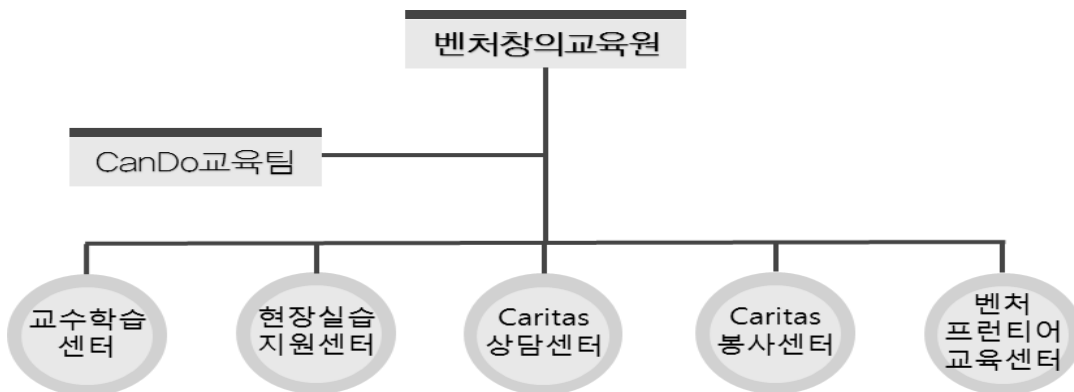 벤처창의교육원
CanDo교육팀
교수학습
센터
현장실습
지원센터
Caritas
상담센터
Caritas
봉사센터
벤처
프런티어
교육센터